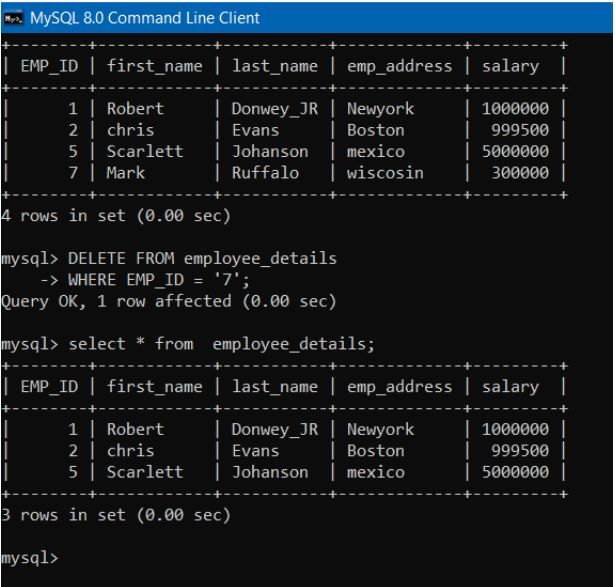 MySQL 8.0 Command Line Client
+--------+------------+-----------+-------------+---------+
| EMP_ID | first_name | last_name | emp_address | salary  |
+--------+------------+-----------+-------------+---------+
|      1 | Robert     | Donwey_JR | Newyork     | 1000000 |
|      2 | chris      | Evans     | Boston      |  999500 |
|      5 | Scarlett   | Johanson  | mexico      | 5000000 |
|      7 | Mark       | Ruffalo   | wiscosin    |  300000 |
+--------+------------+-----------+-------------+---------+
4 rows in set (0.00 sec)
mysql> DELETE FROM employee_details
    -> WHERE EMP_ID = '7';
Query OK, 1 row affected (0.00 sec)
mysql> select * from  employee_details;
+--------+------------+-----------+-------------+---------+
| EMP_ID | first_name | last_name | emp_address | salary  |
+--------+------------+-----------+-------------+---------+
|      1 | Robert     | Donwey_JR | Newyork     | 1000000 |
|      2 | chris      | Evans     | Boston      |  999500 |
|      5 | Scarlett   | Johanson  | mexico      | 5000000 |
+--------+------------+-----------+-------------+---------+
3 rows in set (0.00 sec)
mysql>